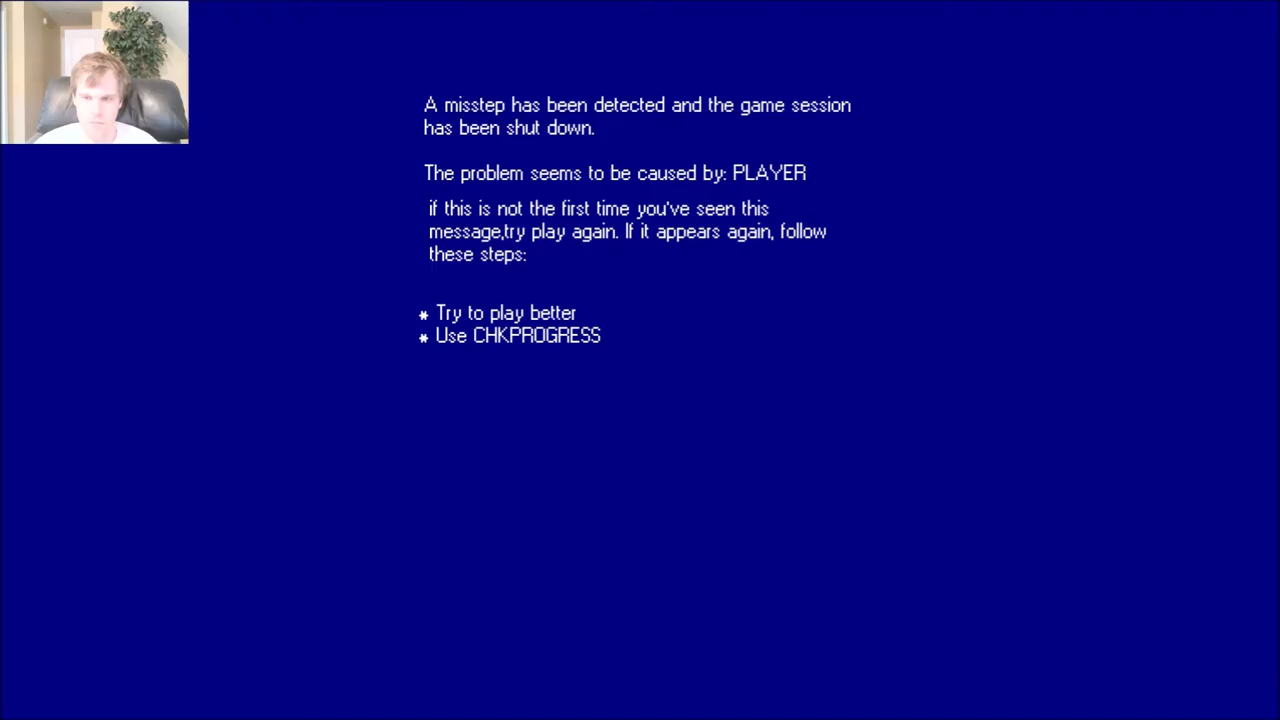 A misstep has been detected and the game session
has been shut down.
The problem seems to be caused by: PLAYER
if this is not the first time you've seen this
message,try play again. If it appears again, follow
these steps:
* Try to play better
* Use CHKPROGRESS